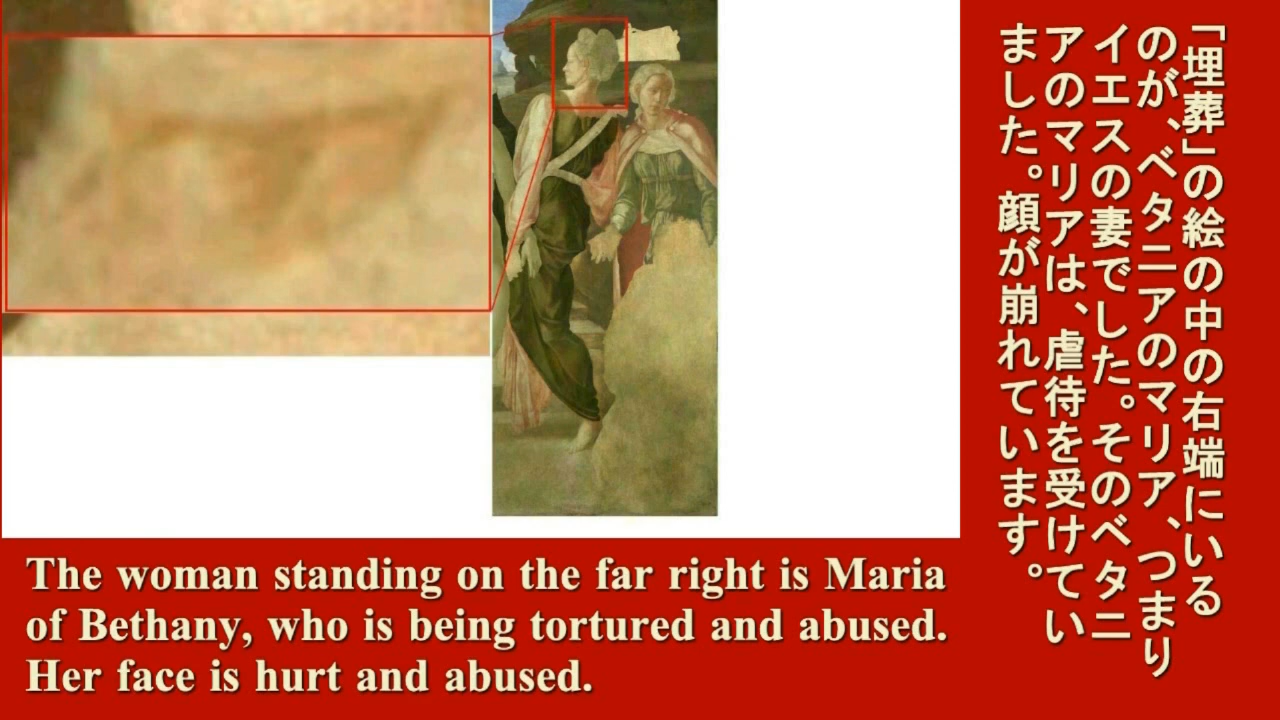 「埋葬」の絵の中の右端にいる
のが、ベタニアのマリア、つまり
イエスの妻でした。そのベタニ
アのマリアは、虐待を受けてい
ました。顔が崩れています。
The woman standing on the far right is Maria
of Bethany, who is being tortured and abused.
Her face is hurt and abused.